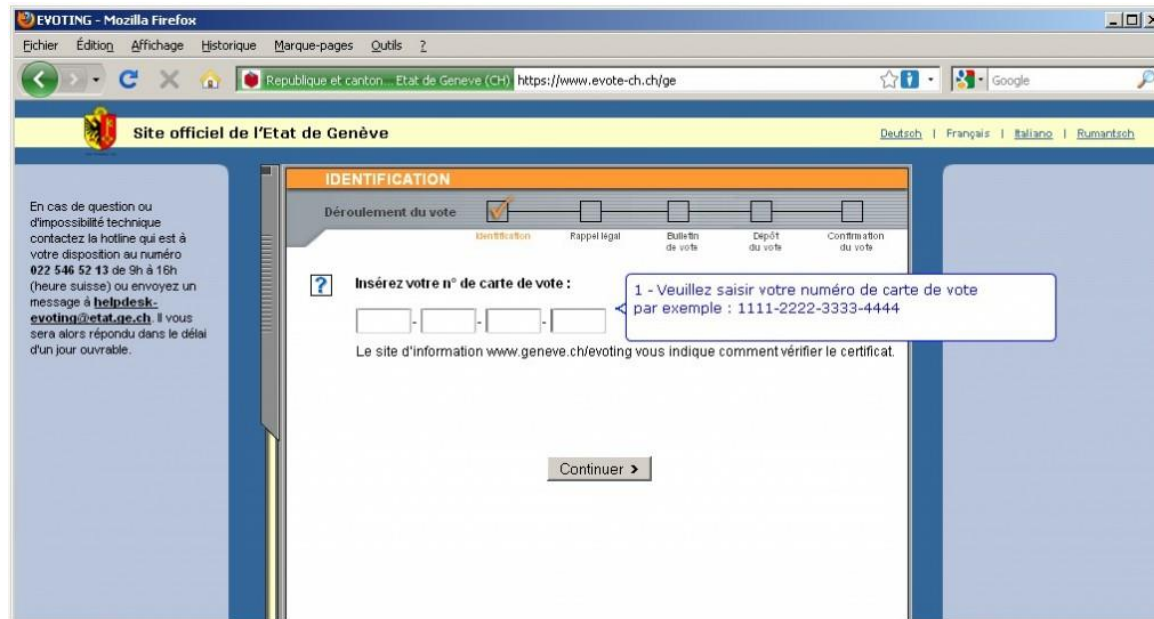 EVOTING - Mozilla Firefox
Fichier Édition Affichage Historique Marque-pages Outils ?
Republique et canton... Etat de Geneve (CH) https://www.evote-ch.ch/ge
Google
Site officiel de l'Etat de Genève
Deutsch | Français | Italiano | Rumantsch
En cas de question ou
d'impossibilité technique
contactez la hotline qui est à
votre disposition au numéro
022 546 52 13 de 9h à 16h
(heure suisse) ou envoyez un
message à helpdesk-
evoting@etat.ge.ch. Il vous
sera alors répondu dans le délai
d'un jour ouvrable.
IDENTIFICATION
Déroulement du vote
Identification
Rappel légal
Bulletin
de vote
Dépôt
du vote
Confirmation
du vote
?
Insérez votre n° de carte de vote :
- - -
1 - Veuillez saisir votre numéro de carte de vote
par exemple : 1111-2222-3333-4444
Le site d'information www.geneve.ch/evoting vous indique comment vérifier le certificat.
Continuer >